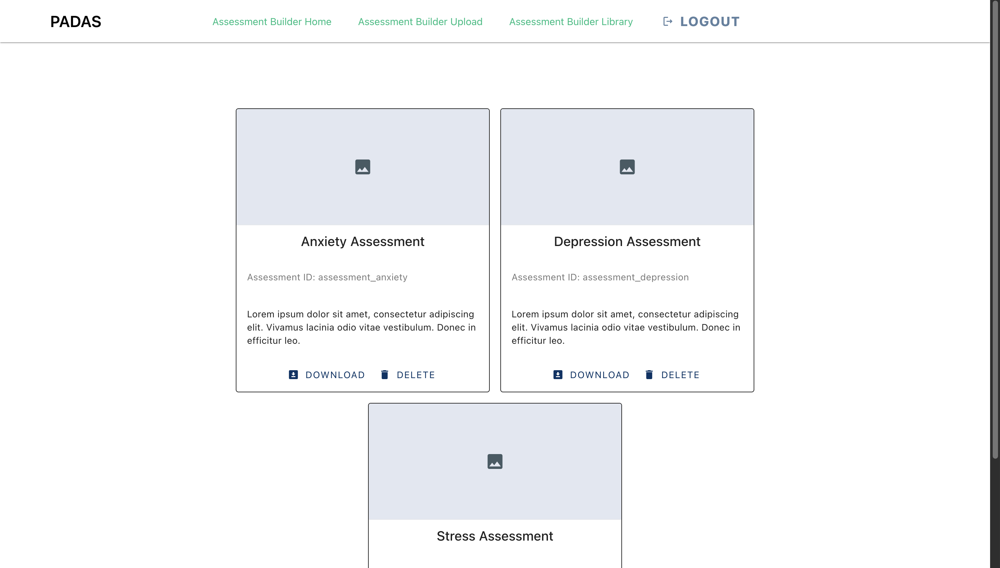 PADAS
Assessment Builder Home
Assessment Builder Upload
Assessment Builder Library
LOGOUT
Anxiety Assessment
Assessment ID: assessment_anxiety
Lorem ipsum dolor sit amet, consectetur adipiscing
elit. Vivamus lacinia odio vitae vestibulum. Donec in
efficitur leo.
DOWNLOAD
DELETE
Depression Assessment
Assessment ID: assessment_depression
Lorem ipsum dolor sit amet, consectetur adipiscing
elit. Vivamus lacinia odio vitae vestibulum. Donec in
efficitur leo.
DOWNLOAD
DELETE
Stress Assessment